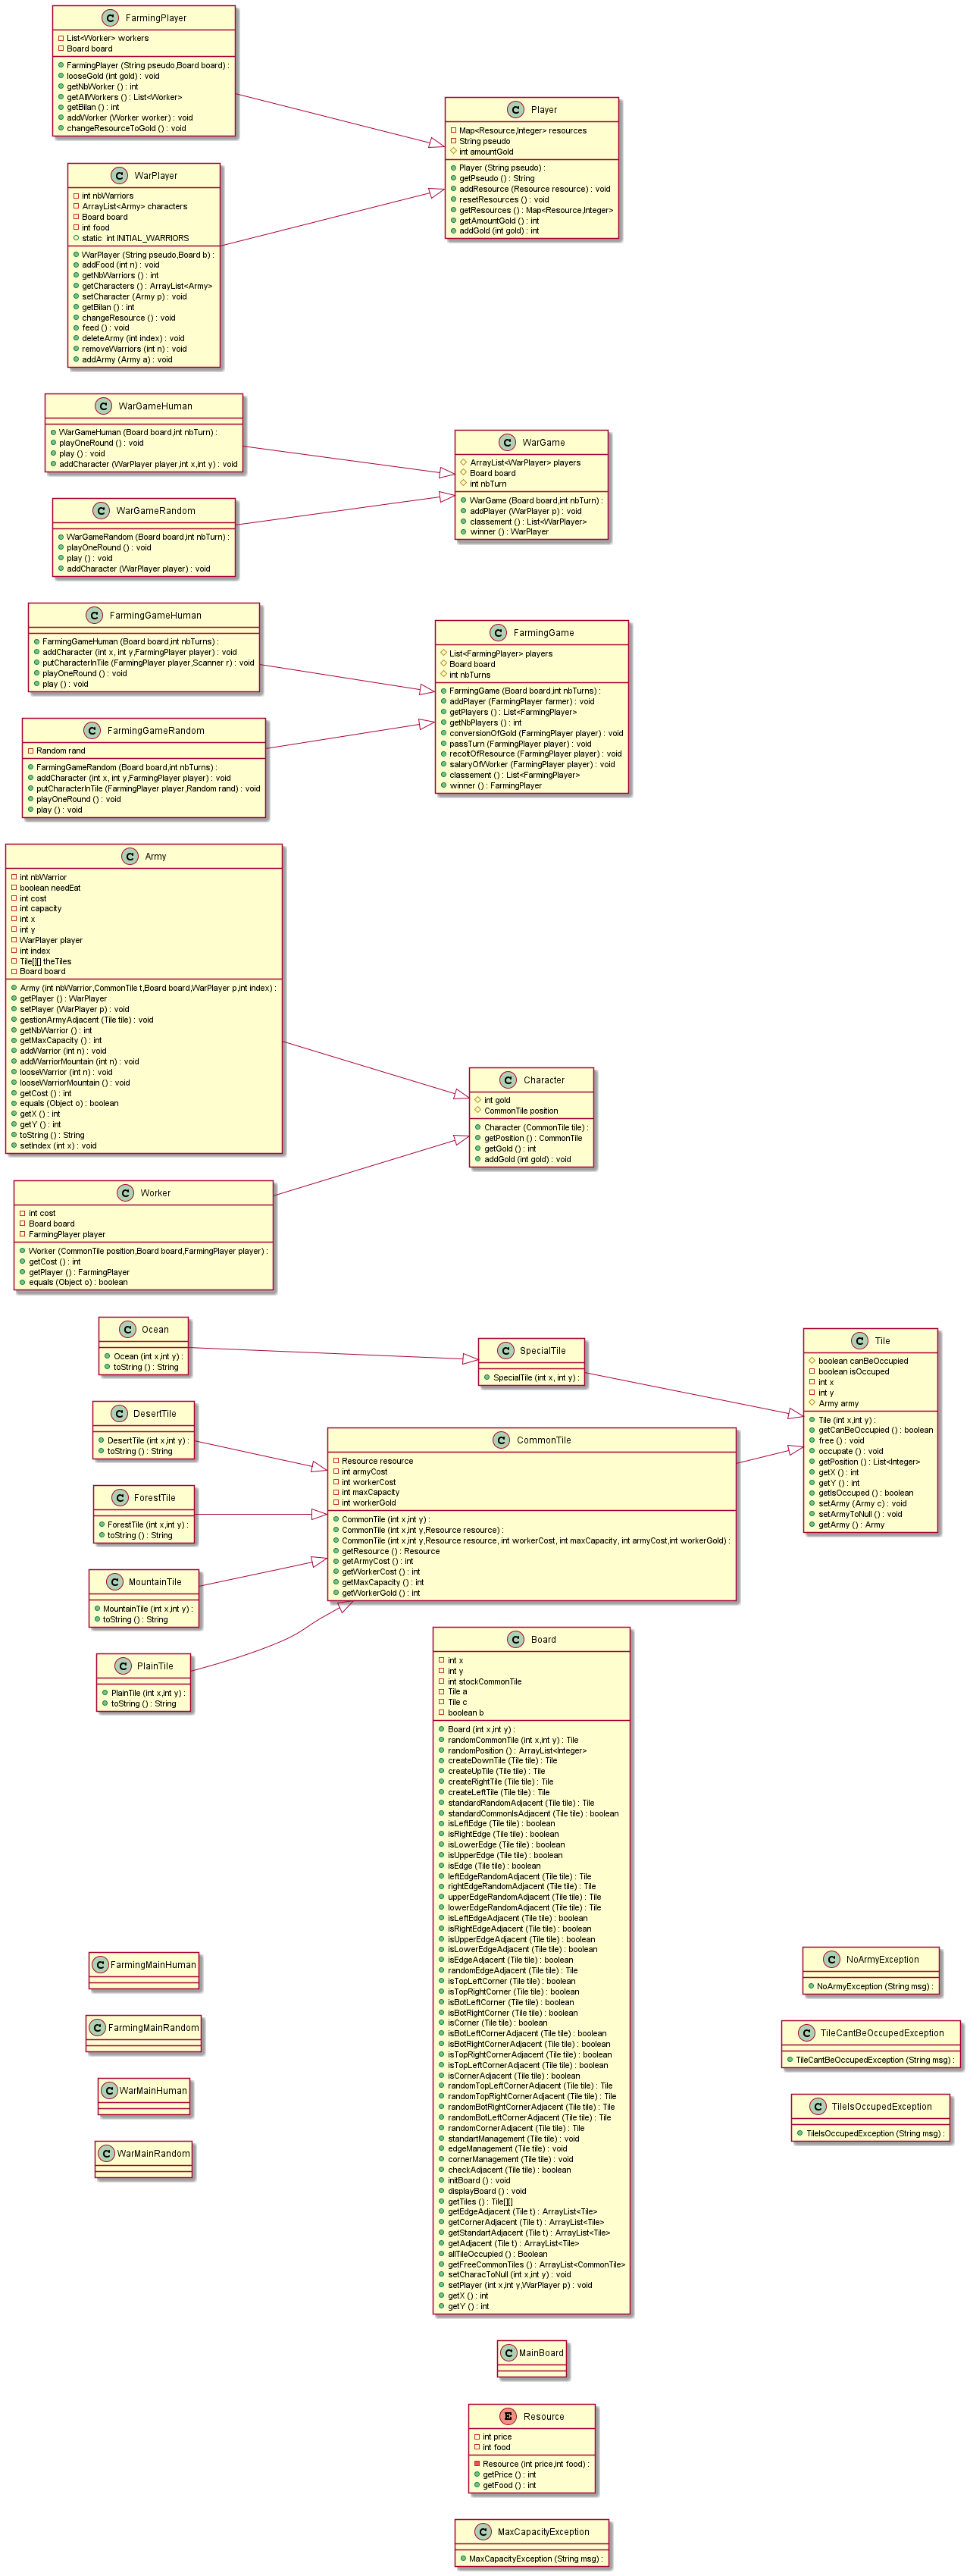 C FarmingPlayer
List<Worker> workers
Board board
FarmingPlayer (String pseudo,Board board) :
looseGold (int gold) : void
getNbWorker () : int
getAllWorkers () : List<Worker>
getBilan () : int
addWorker (Worker worker) : void
changeResourceToGold () : void
C Player
Map<Resource,Integer> resources
String pseudo
int amountGold
Player (String pseudo) :
getPseudo () : String
addResource (Resource resource) : void
resetResources () : void
getResources () : Map<Resource,Integer>
getAmountGold () : int
addGold (int gold) : int
C WarPlayer
int nbWarriors
ArrayList<Army> characters
Board board
int food
static int INITIAL_WARRIORS
WarPlayer (String pseudo,Board b) :
addFood (int n) : void
getNbWarriors () : int
getCharacters () : ArrayList<Army>
setCharacter (Army p) : void
getBilan () : int
changeResource () : void
feed () : void
deleteArmy (int index) : void
removeWarriors (int n) : void
addArmy (Army a) : void
C WarGameHuman
WarGameHuman (Board board,int nbTurn) :
playOneRound () : void
play () : void
addCharacter (WarPlayer player,int x,int y) : void
C WarGame
ArrayList<WarPlayer> players
Board board
int nbTurn
WarGame (Board board,int nbTurn) :
addPlayer (WarPlayer p) : void
classement () : List<WarPlayer>
winner () : WarPlayer
C WarGameRandom
WarGameRandom (Board board,int nbTurn) :
playOneRound () : void
play () : void
addCharacter (WarPlayer player) : void
C FarmingGameHuman
FarmingGameHuman (Board board,int nbTurns) :
addCharacter (int x, int y,FarmingPlayer player) : void
putCharacterInTile (FarmingPlayer player,Scanner r) : void
playOneRound () : void
play () : void
C FarmingGame
List<FarmingPlayer> players
Board board
int nbTurns
FarmingGame (Board board,int nbTurns) :
addPlayer (FarmingPlayer farmer) : void
getPlayers () : List<FarmingPlayer>
getNbPlayers () : int
conversionOfGold (FarmingPlayer player) : void
passTurn (FarmingPlayer player) : void
recoltOfResource (FarmingPlayer player) : void
salaryOfWorker (FarmingPlayer player) : void
classement () : List<FarmingPlayer>
winner () : FarmingPlayer
C FarmingGameRandom
Random rand
FarmingGameRandom (Board board,int nbTurns) :
addCharacter (int x, int y,FarmingPlayer player) : void
putCharacterInTile (FarmingPlayer player,Random rand) : void
playOneRound () : void
play () : void
C Army
int nbWarrior
boolean needEat
int cost
int capacity
int x
int y
WarPlayer player
int index
Tile[][] theTiles
Board board
Army (int nbWarrior,CommonTile t,Board board,WarPlayer p,int index) :
getPlayer () : WarPlayer
setPlayer (WarPlayer p) : void
gestionArmyAdjacent (Tile tile) : void
getNbWarrior () : int
getMaxCapacity () : int
addWarrior (int n) : void
addWarriorMountain (int n) : void
looseWarrior (int n) : void
looseWarriorMountain () : void
getCost () : int
equals (Object o) : boolean
getX () : int
getY () : int
toString () : String
setIndex (int x) : void
C Character
int gold
CommonTile position
Character (CommonTile tile) :
getPosition () : CommonTile
getGold () : int
addGold (int gold) : void
C Worker
int cost
Board board
FarmingPlayer player
Worker (CommonTile position,Board board,FarmingPlayer player) :
getCost () : int
getPlayer () : FarmingPlayer
equals (Object o) : boolean
C Ocean
Ocean (int x,int y) :
toString () : String
C SpecialTile
SpecialTile (int x, int y) :
C Tile
boolean canBeOccupied
boolean isOccuped
int x
int y
Army army
Tile (int x,int y) :
getCanBeOccupied () : boolean
free () : void
occupate () : void
getPosition () : List<Integer>
getX () : int
getY () : int
getIsOccuped () : boolean
setArmy (Army c) : void
setArmyToNull () : void
getArmy () : Army
C DesertTile
DesertTile (int x,int y) :
toString () : String
C CommonTile
Resource resource
int armyCost
int workerCost
int maxCapacity
int workerGold
CommonTile (int x,int y) :
CommonTile (int x,int y,Resource resource) :
CommonTile (int x,int y,Resource resource, int workerCost, int maxCapacity, int armyCost,int workerGold) :
getResource () : Resource
getArmyCost () : int
getWorkerCost () : int
getMaxCapacity () : int
getWorkerGold () : int
C ForestTile
ForestTile (int x,int y) :
toString () : String
C MountainTile
MountainTile (int x,int y) :
toString () : String
C PlainTile
PlainTile (int x,int y) :
toString () : String
C Board
int x
int y
int stockCommonTile
Tile a
Tile c
boolean b
Board (int x,int y) :
randomCommonTile (int x,int y) : Tile
randomPosition () : ArrayList<Integer>
createDownTile (Tile tile) : Tile
createUpTile (Tile tile) : Tile
createRightTile (Tile tile) : Tile
createLeftTile (Tile tile) : Tile
standardRandomAdjacent (Tile tile) : Tile
standardCommonIsAdjacent (Tile tile) : boolean
isLeftEdge (Tile tile) : boolean
isRightEdge (Tile tile) : boolean
isLowerEdge (Tile tile) : boolean
isUpperEdge (Tile tile) : boolean
isEdge (Tile tile) : boolean
leftEdgeRandomAdjacent (Tile tile) : Tile
rightEdgeRandomAdjacent (Tile tile) : Tile
upperEdgeRandomAdjacent (Tile tile) : Tile
lowerEdgeRandomAdjacent (Tile tile) : Tile
isLeftEdgeAdjacent (Tile tile) : boolean
isRightEdgeAdjacent (Tile tile) : boolean
isUpperEdgeAdjacent (Tile tile) : boolean
isLowerEdgeAdjacent (Tile tile) : boolean
isEdgeAdjacent (Tile tile) : boolean
randomEdgeAdjacent (Tile tile) : Tile
isTopLeftCorner (Tile tile) : boolean
isTopRightCorner (Tile tile) : boolean
isBotLeftCorner (Tile tile) : boolean
isBotRightCorner (Tile tile) : boolean
isCorner (Tile tile) : boolean
isBotLeftCornerAdjacent (Tile tile) : boolean
isBotRightCornerAdjacent (Tile tile) : boolean
isTopRightCornerAdjacent (Tile tile) : boolean
isTopLeftCornerAdjacent (Tile tile) : boolean
isCornerAdjacent (Tile tile) : boolean
randomTopLeftCornerAdjacent (Tile tile) : Tile
randomTopRightCornerAdjacent (Tile tile) : Tile
randomBotRightCornerAdjacent (Tile tile) : Tile
randomBotLeftCornerAdjacent (Tile tile) : Tile
randomCornerAdjacent (Tile tile) : Tile
standartManagement (Tile tile) : void
edgeManagement (Tile tile) : void
cornerManagement (Tile tile) : void
checkAdjacent (Tile tile) : boolean
initBoard () : void
displayBoard () : void
getTiles () : Tile[][]
getEdgeAdjacent (Tile t) : ArrayList<Tile>
getCornerAdjacent (Tile t) : ArrayList<Tile>
getStandartAdjacent (Tile t) : ArrayList<Tile>
getAdjacent (Tile t) : ArrayList<Tile>
allTileOccupied () : Boolean
getFreeCommonTiles () : ArrayList<CommonTile>
setCharacToNull (int x,int y) : void
setPlayer (int x,int y,WarPlayer p) : void
getX () : int
getY () : int
C FarmingMainHuman
C FarmingMainRandom
C WarMainHuman
C WarMainRandom
C NoArmyException
NoArmyException (String msg) :
C TileCantBeOccupedException
TileCantBeOccupedException (String msg) :
C TileIsOccupedException
TileIsOccupedException (String msg) :
C MainBoard
E Resource
int price
int food
Resource (int price,int food) :
getPrice () : int
getFood () : int
C MaxCapacityException
MaxCapacityException (String msg) :